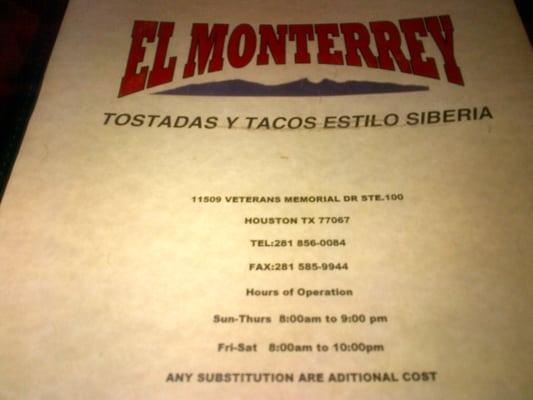 EL MONTERREY
TOSTADAS Y TACOS ESTILO SIBERIA
11509 VETERANS MEMORIAL DR STE.100
HOUSTON TX 77067
TEL:281 856-0084
FAX:281 585-9944
Hours of Operation
Sun-Thurs 8:00am to 9:00 pm
Fri-Sat 8:00am to 10:00pm
ANY SUBSTITUTION ARE ADITIONAL COST